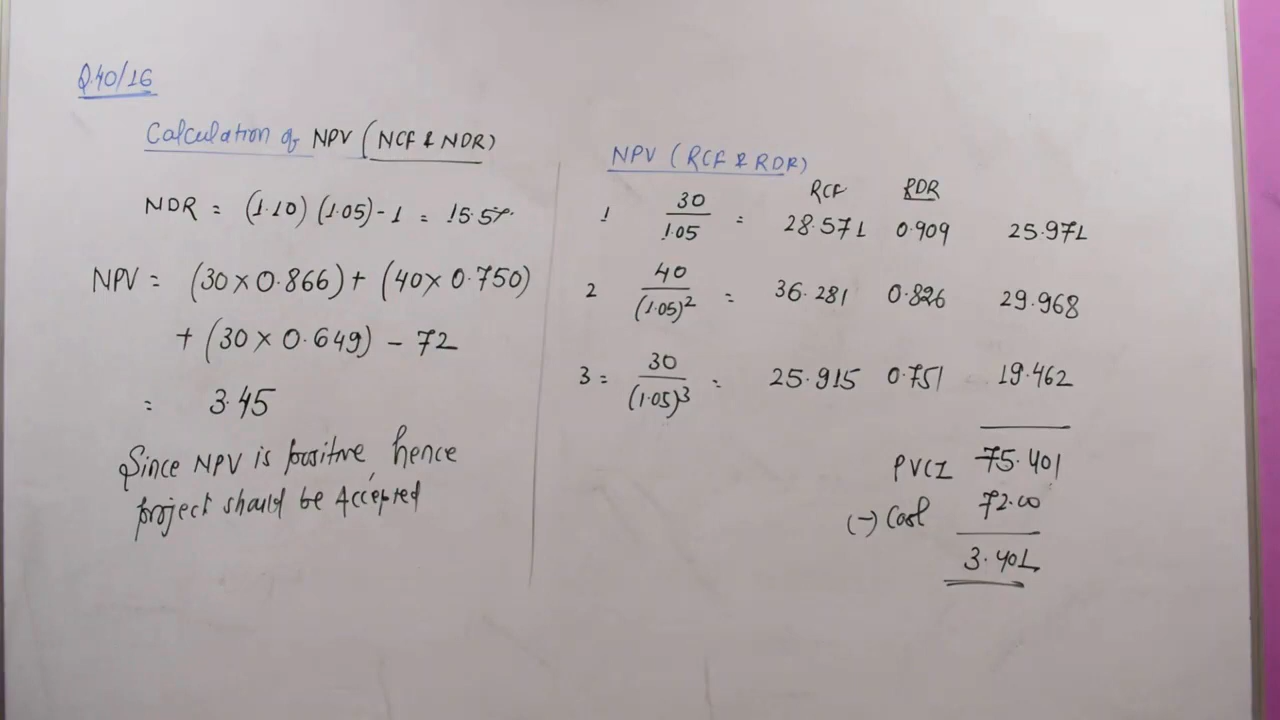 Q.40/16
Calculation of NPV (NCF & NDR)
NDR = (1.10) (1.05) - 1 = 15.5%
NPV = (30 x 0.866) + (40 x 0.750)
+ (30 x 0.649) - 72
= 3.45
Since NPV is positive, hence
project should be Accepted
NPV ( RCF & RDR)
RCF RDR
1 30/1.05 = 28.571 0.909 25.971
2 40/(1.05)² = 36.281 0.826 29.968
3 = 30/(1.05)³ = 25.915 0.751 19.462
PVCI 75.401
(-) Cost 72.00
3.401